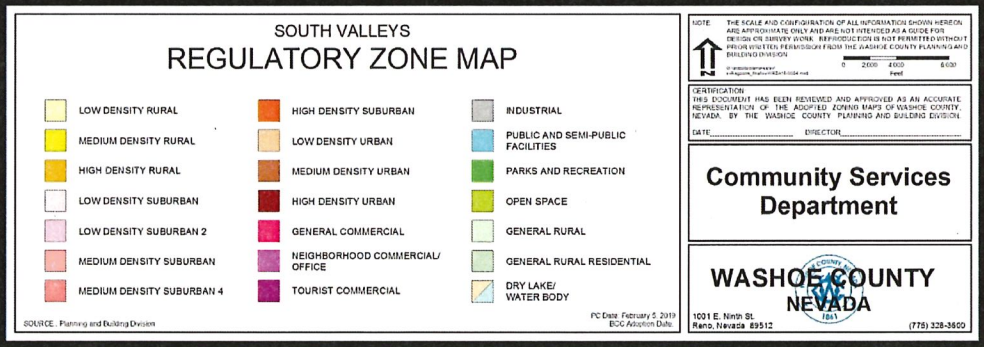 SOUTH VALLEYS
REGULATORY ZONE MAP
LOW DENSITY RURAL
MEDIUM DENSITY RURAL
HIGH DENSITY RURAL
LOW DENSITY SUBURBAN
LOW DENSITY SUBURBAN 2
MEDIUM DENSITY SUBURBAN
MEDIUM DENSITY SUBURBAN 4
HIGH DENSITY SUBURBAN
LOW DENSITY URBAN
MEDIUM DENSITY URBAN
HIGH DENSITY URBAN
GENERAL COMMERCIAL
NEIGHBORHOOD COMMERCIAL/
OFFICE
TOURIST COMMERCIAL
INDUSTRIAL
PUBLIC AND SEMI-PUBLIC
FACILITIES
PARKS AND RECREATION
OPEN SPACE
GENERAL RURAL
GENERAL RURAL RESIDENTIAL
DRY LAKE/
WATER BODY
SOURCE: Planning and Building Division
PC Date: February 5, 2019
BCC Adoption Date:
NOTE: THE SCALE AND CONFIGURATION OF ALL INFORMATION SHOWN HEREON
ARE APPROXIMATE ONLY AND ARE NOT INTENDED AS A GUIDE FOR
DESIGN OR SURVEY WORK. REPRODUCTION IS NOT PERMITTED WITHOUT
PRIOR WRITTEN PERMISSION FROM THE WASHOE COUNTY PLANNING AND
BUILDING DIVISION
N
0 2,000 4,000 8,000
Feet
CERTIFICATION
THIS DOCUMENT HAS BEEN REVIEWED AND APPROVED AS AN ACCURATE
REPRESENTATION OF THE ADOPTED ZONING MAPS OF WASHOE COUNTY,
NEVADA, BY THE WASHOE COUNTY PLANNING AND BUILDING DIVISION.
DATE DIRECTOR
Community Services
Department
WASHOE COUNTY
NEVADA
1861
1001 E. Ninth St.
Reno, Nevada 89512
(775) 328-3600